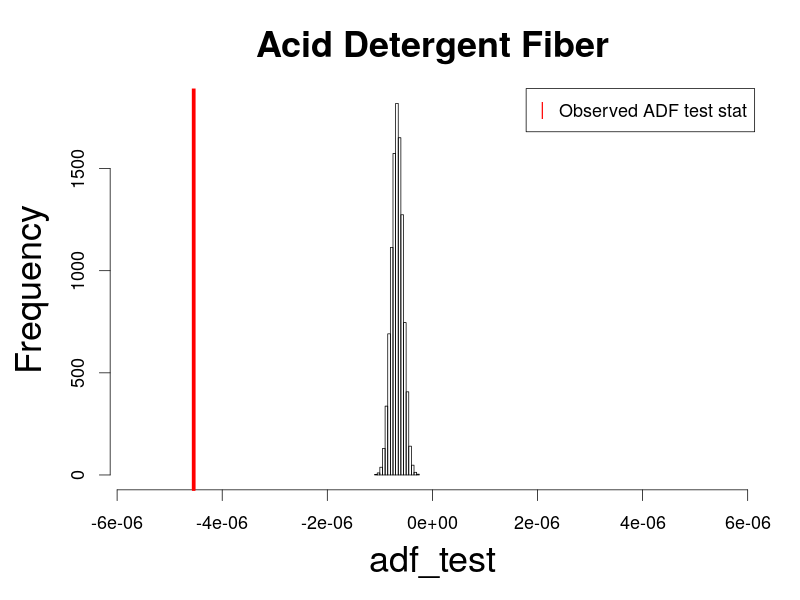 Acid Detergent Fiber
Observed ADF test stat
Frequency
1500
1000
500
0
-6e-06 -4e-06 -2e-06 0e+00 2e-06 4e-06 6e-06
adf_test